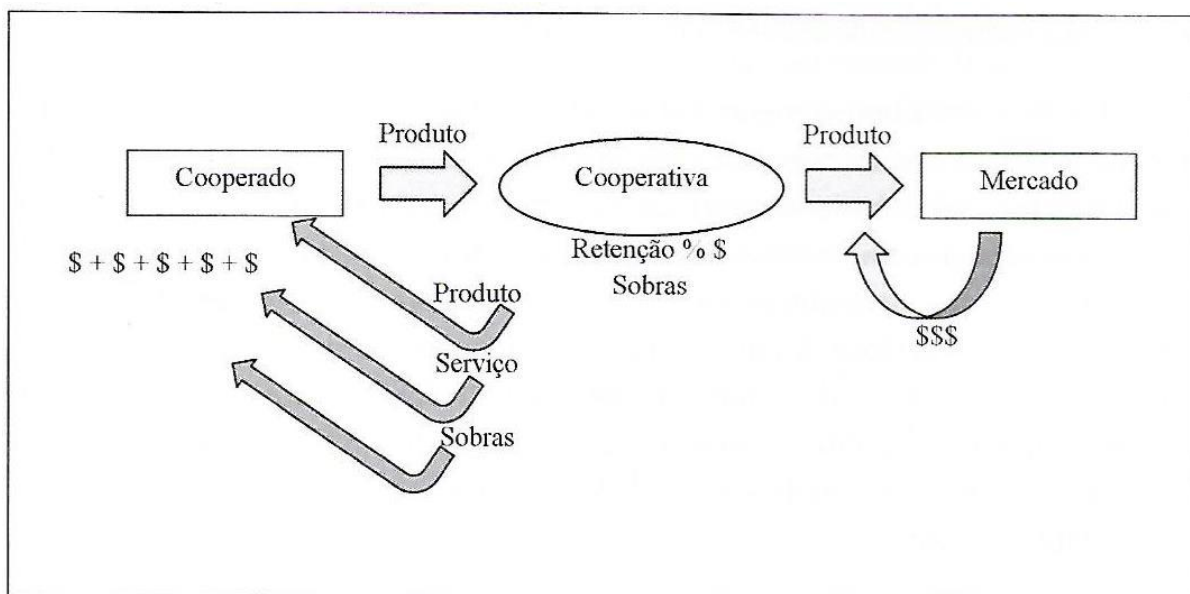 Produto
Produto
Cooperado
Cooperativa
Mercado
Retenção % $
Sobras
$ + $ + $ + $ + $
Produto
Serviço
$$$
Sobras